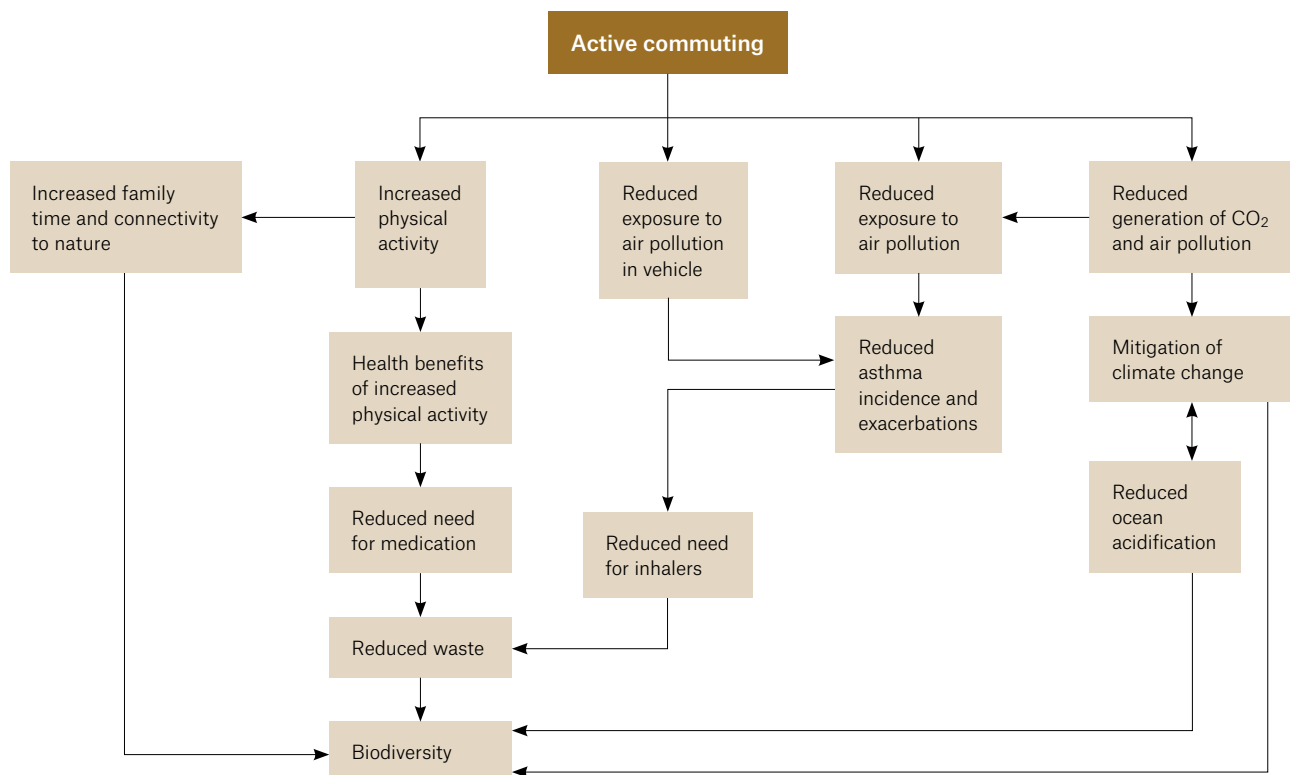 Active commuting
Increased family
time and connectivity
to nature
Increased
physical
activity
Reduced
exposure to
air pollution
in vehicle
Reduced
exposure to
air pollution
Reduced
generation of CO₂
and air pollution
Health benefits
of increased
physical activity
Reduced
asthma
incidence and
exacerbations
Mitigation of
climate change
Reduced need
for medication
Reduced need
for inhalers
Reduced
ocean
acidification
Reduced waste
Biodiversity